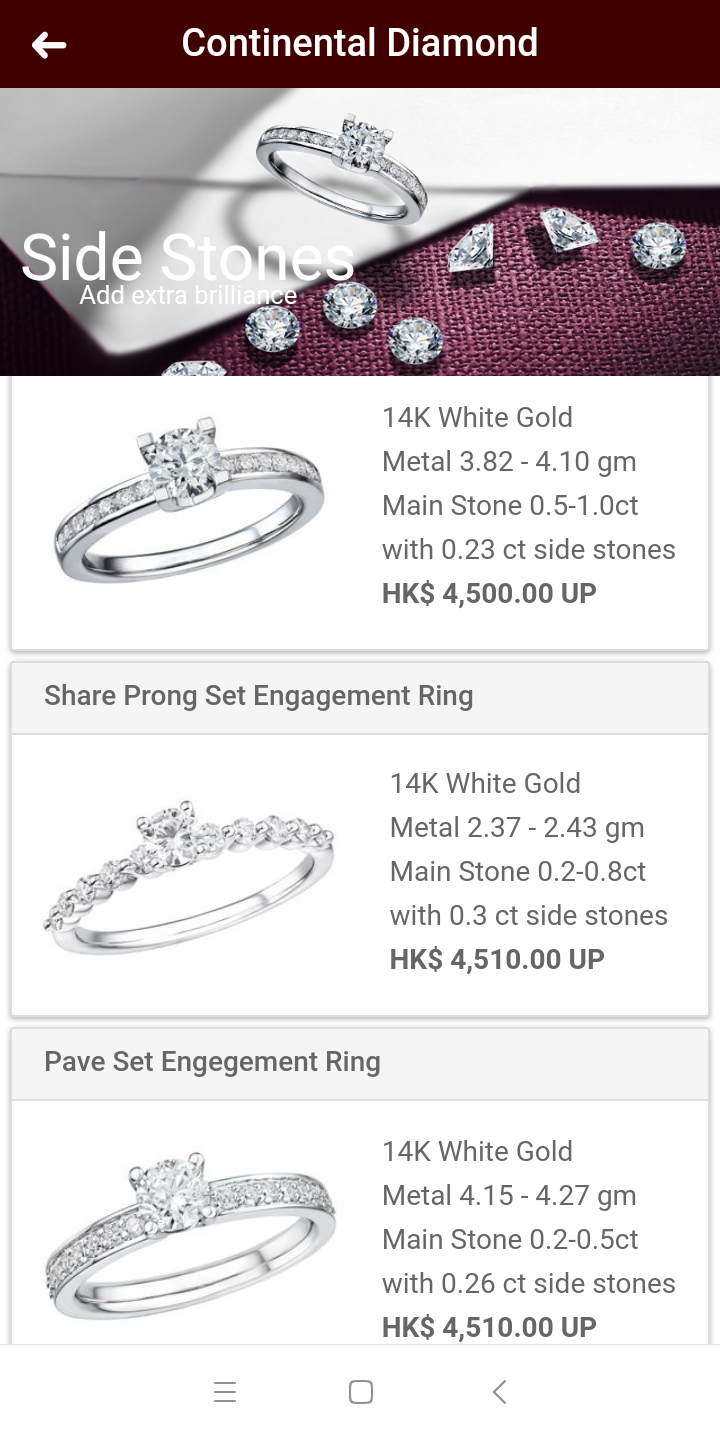 Continental Diamond
Side Stones
Add extra brilliance
14K White Gold
Metal 3.82 - 4.10 gm
Main Stone 0.5-1.0ct
with 0.23 ct side stones
HK$ 4,500.00 UP
Share Prong Set Engagement Ring
14K White Gold
Metal 2.37 - 2.43 gm
Main Stone 0.2-0.8ct
with 0.3 ct side stones
HK$ 4,510.00 UP
Pave Set Engegement Ring
14K White Gold
Metal 4.15 - 4.27 gm
Main Stone 0.2-0.5ct
with 0.26 ct side stones
HK$ 4,510.00 UP